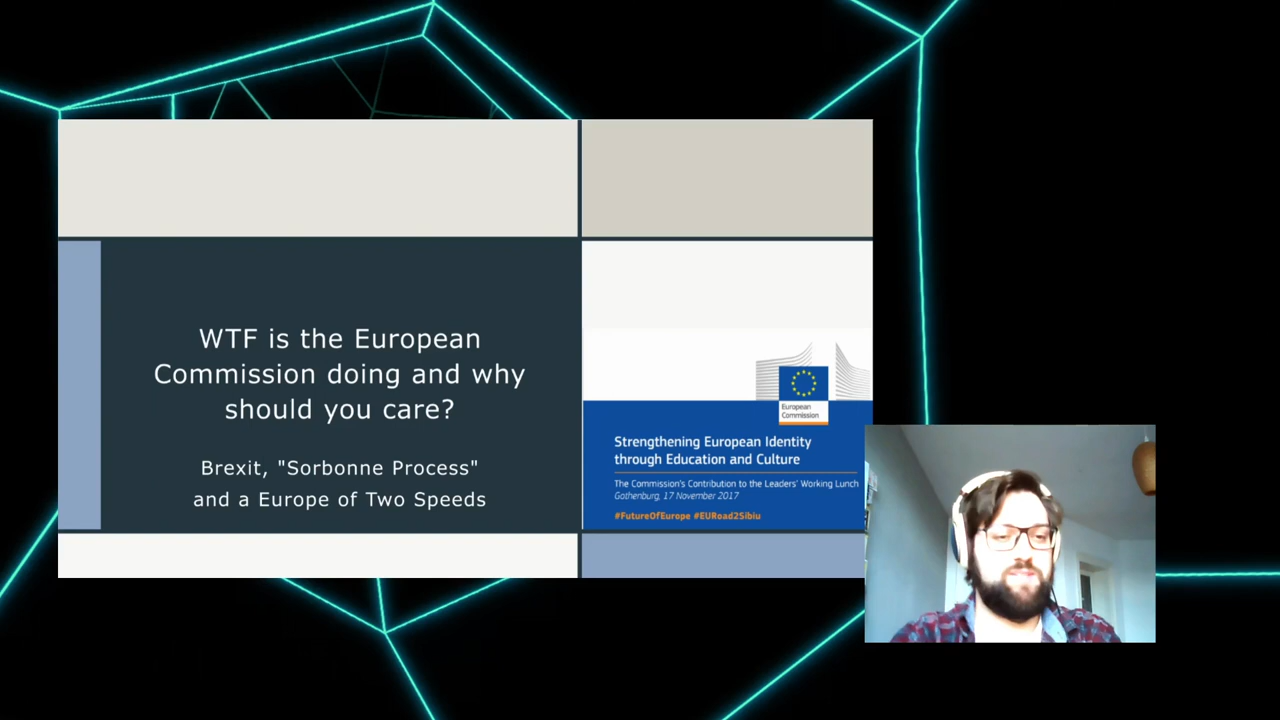 WTF is the European
Commission doing and why
should you care?
Brexit, "Sorbonne Process"
and a Europe of Two Speeds
European
Commission
Strengthening European Identity
through Education and Culture
The Commission's Contribution to the Leaders' Working Lunch
Gothenburg, 17 November 2017
#FutureOfEurope #EURoad2Sibiu